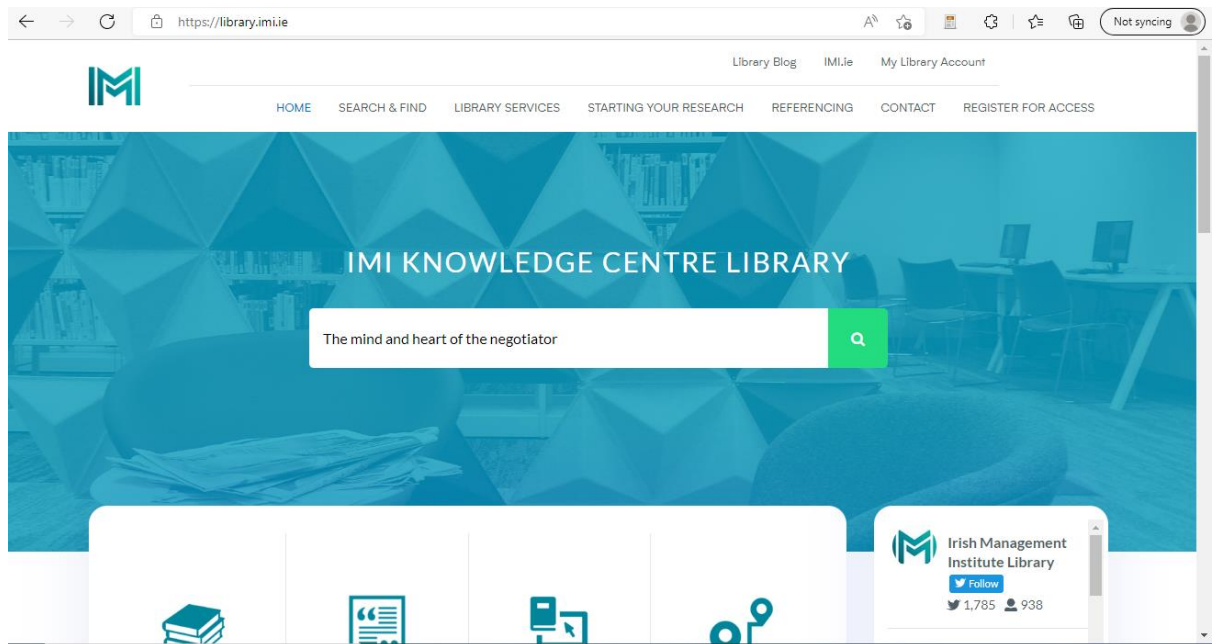 https://library.imi.ie
Not syncing
Library Blog IMI.ie My Library Account
IMI
HOME SEARCH & FIND LIBRARY SERVICES STARTING YOUR RESEARCH REFERENCING CONTACT REGISTER FOR ACCESS
IMI KNOWLEDGE CENTRE LIBRARY
The mind and heart of the negotiator
Irish Management
Institute Library
Follow
1,785 938